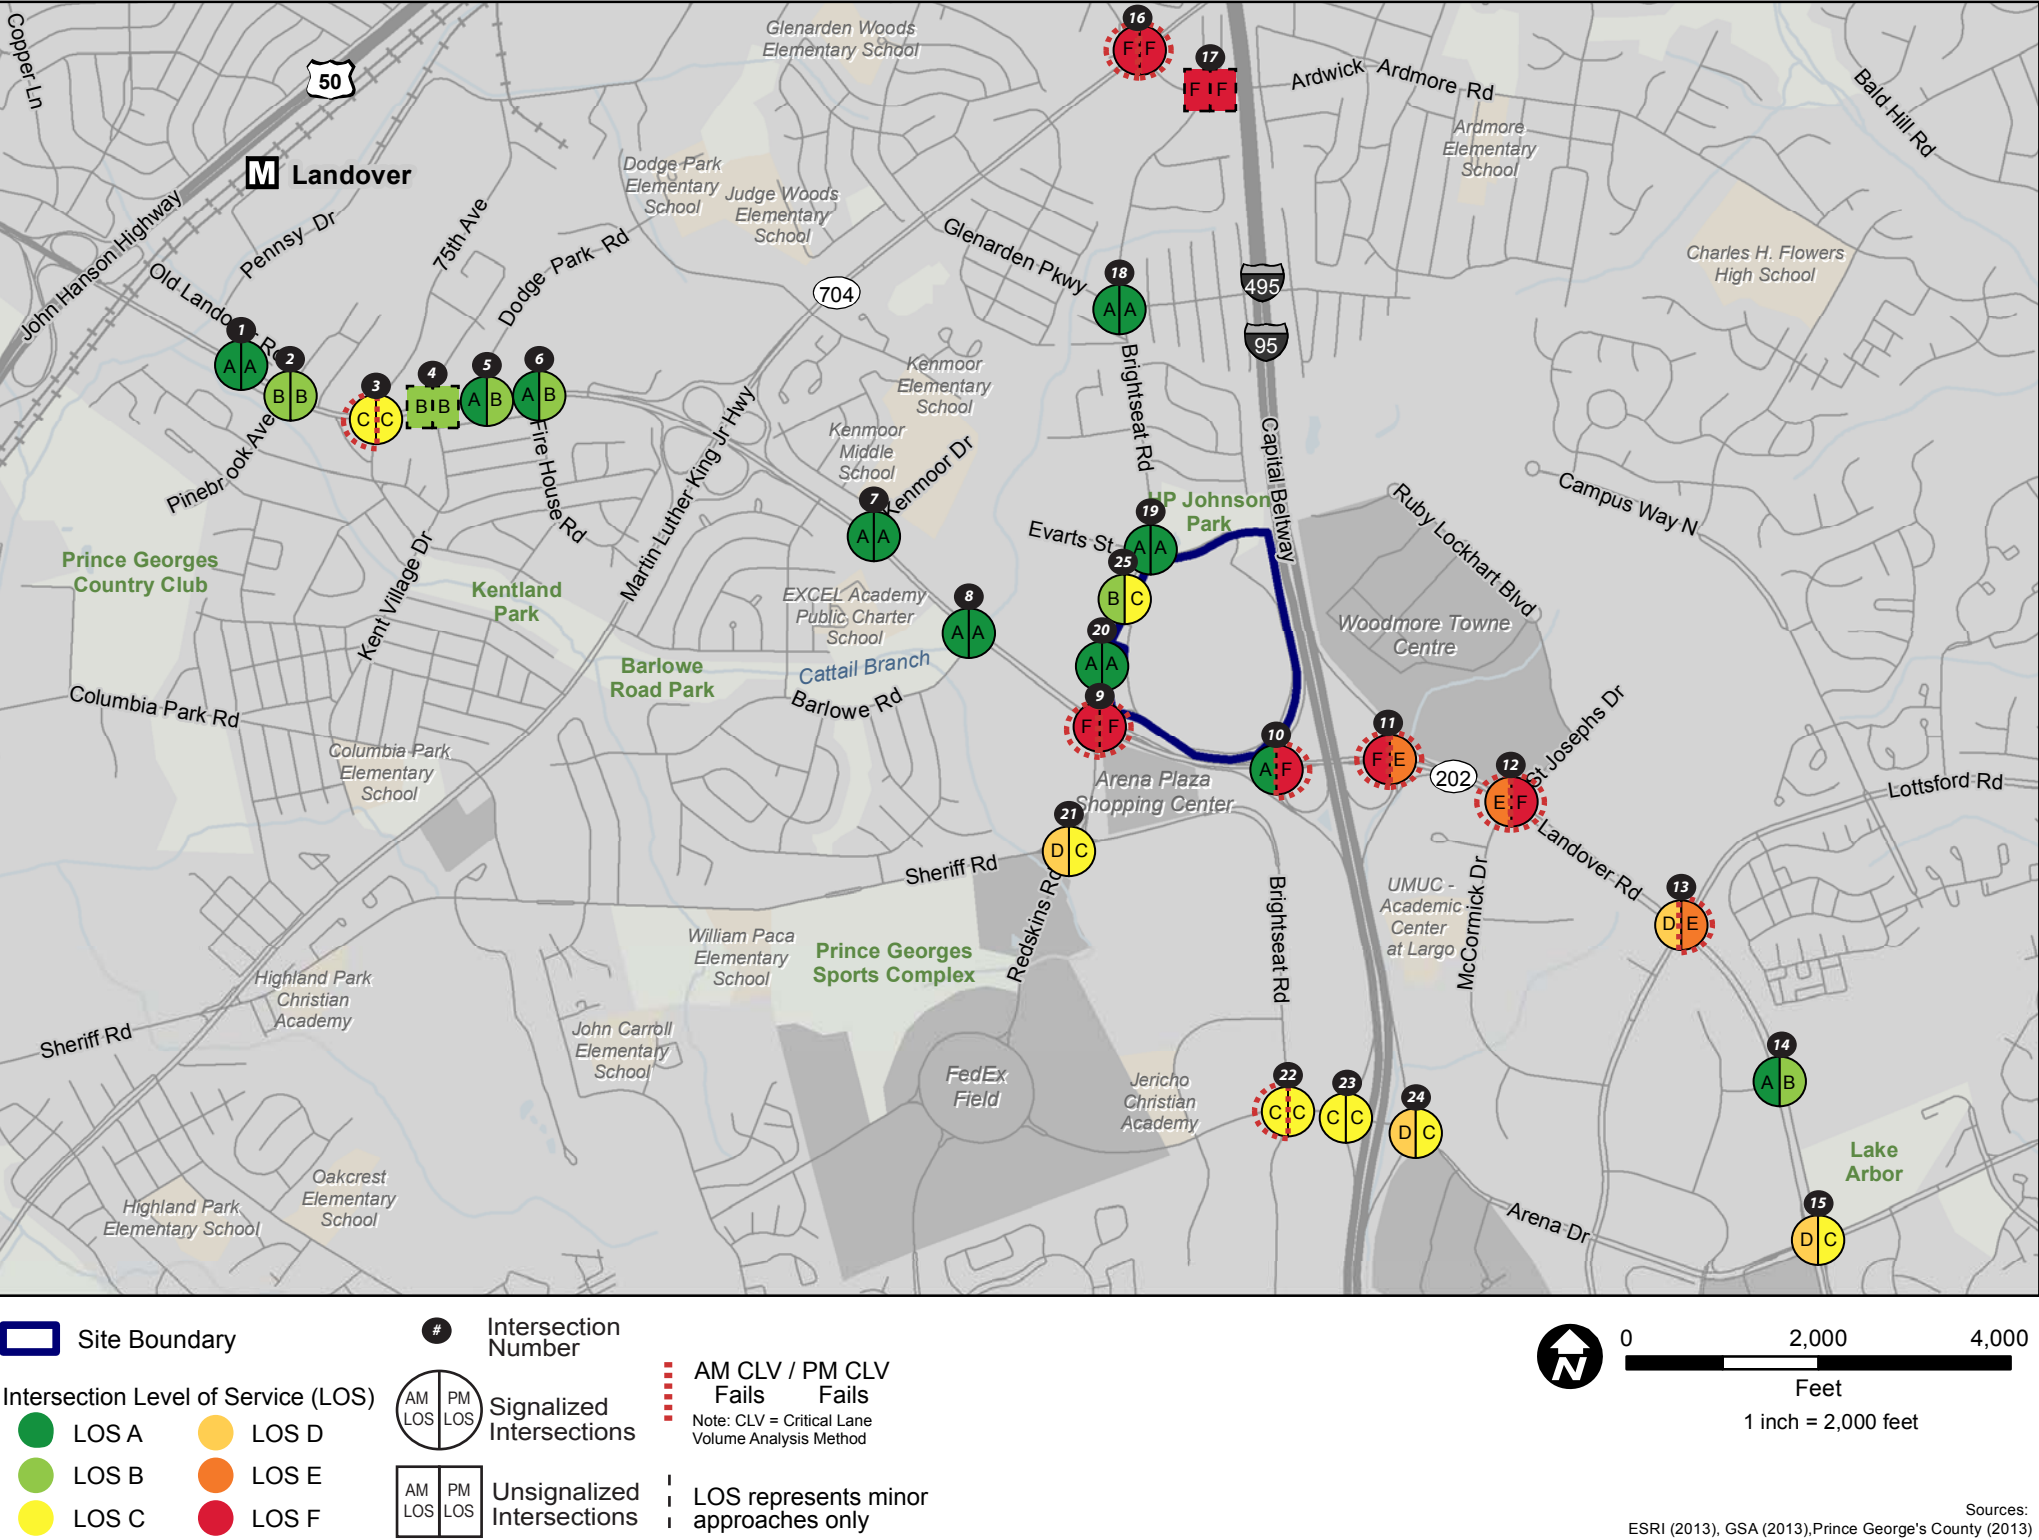 Copper Ln
50
M Landover
John Hanson Highway
Old Landover Rd
Pennsy Dr
75th Ave
Dodge Park Rd
Glenarden Woods
Elementary School
Dodge Park
Elementary
School
Judge Woods
Elementary
School
704
16
F F
17
F F
Ardwick Ardmore Rd
Ardmore
Elementary
School
Bald Hill Rd
Charles H. Flowers
High School
Glenarden Pkwy
18
A A
495
95
1
A A
2
B B
3
C C
4
B B
5
A B
6
A B
Pinebrook Ave
Fire House Rd
Martin Luther King Jr Hwy
Kenmoor
Elementary
School
Kenmoor
Middle
School
Kenmoor Dr
7
A A
Brightseat Rd
Capital Beltway
HP Johnson
Park
Evarts St
19
A A
25
B C
20
A A
9
F F
8
A A
Campus Way N
Ruby Lockhart Blvd
Woodmore Towne
Centre
Prince Georges
Country Club
Kent Village Dr
Kentland
Park
EXCEL Academy
Public Charter
School
Cattail Branch
Barlowe
Road Park
Barlowe Rd
Columbia Park Rd
Columbia Park
Elementary
School
10
A F
11
F E
202
12
E F
St Josephs Dr
Lottsford Rd
Arena Plaza
Shopping Center
21
D C
Sheriff Rd
Redskins Rd
Brightseat Rd
UMUC -
Academic
Center
at Largo
McCormick Dr
Landover Rd
13
D E
William Paca
Elementary
School
Prince Georges
Sports Complex
Highland Park
Christian
Academy
Sheriff Rd
John Carroll
Elementary
School
FedEx
Field
Jericho
Christian
Academy
22
C C
23
C C
24
D C
14
A B
Lake
Arbor
15
D C
Arena Dr
Oakcrest
Elementary
School
Highland Park
Elementary School
Site Boundary
Intersection Level of Service (LOS)
LOS A
LOS B
LOS C
LOS D
LOS E
LOS F
#
Intersection
Number
AM PM
LOS LOS
Signalized
Intersections
AM PM
LOS LOS
Unsignalized
Intersections
AM CLV / PM CLV
Fails Fails
Note: CLV = Critical Lane
Volume Analysis Method
LOS represents minor
approaches only
N
0 2,000 4,000
Feet
1 inch = 2,000 feet
Sources:
ESRI (2013), GSA (2013),Prince George's County (2013)